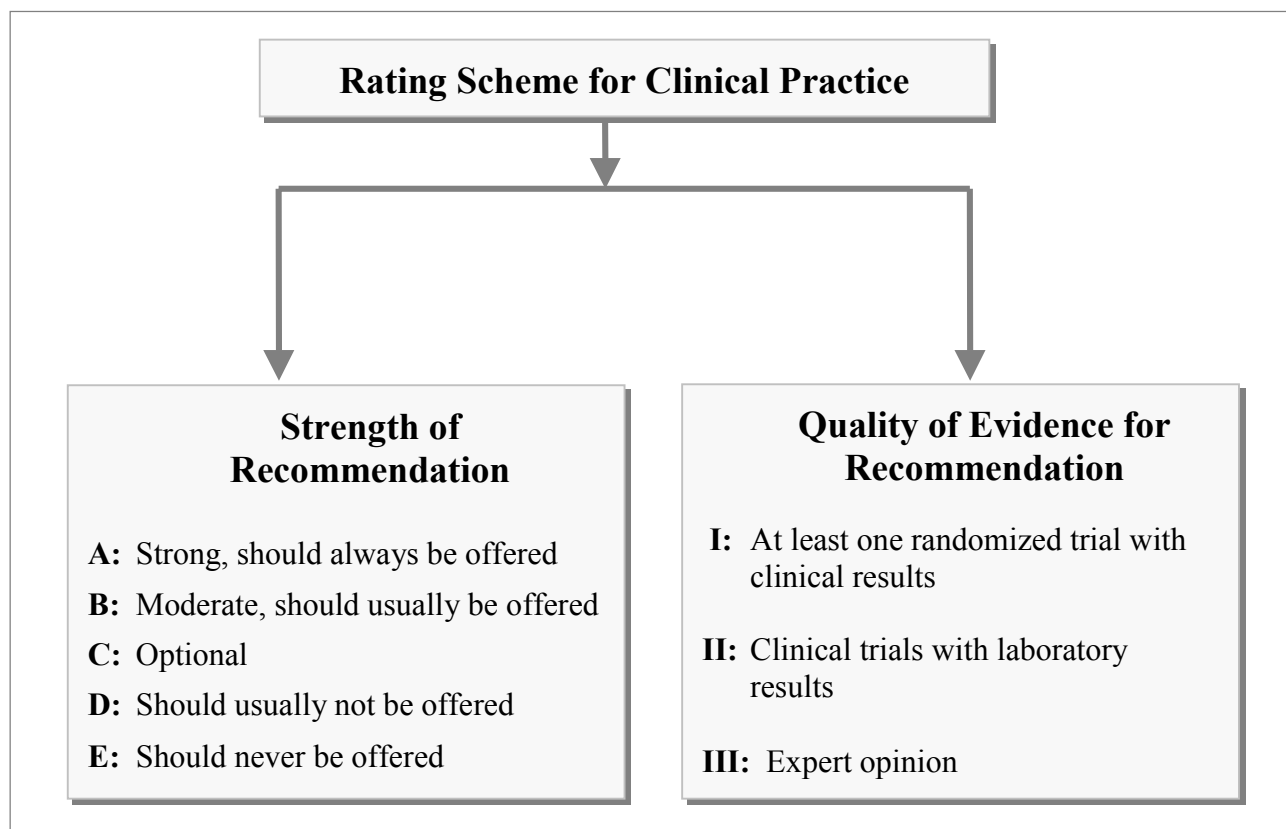 Rating Scheme for Clinical Practice
Strength of
Recommendation
A: Strong, should always be offered
B: Moderate, should usually be offered
C: Optional
D: Should usually not be offered
E: Should never be offered
Quality of Evidence for
Recommendation
I: At least one randomized trial with
clinical results
II: Clinical trials with laboratory
results
III: Expert opinion